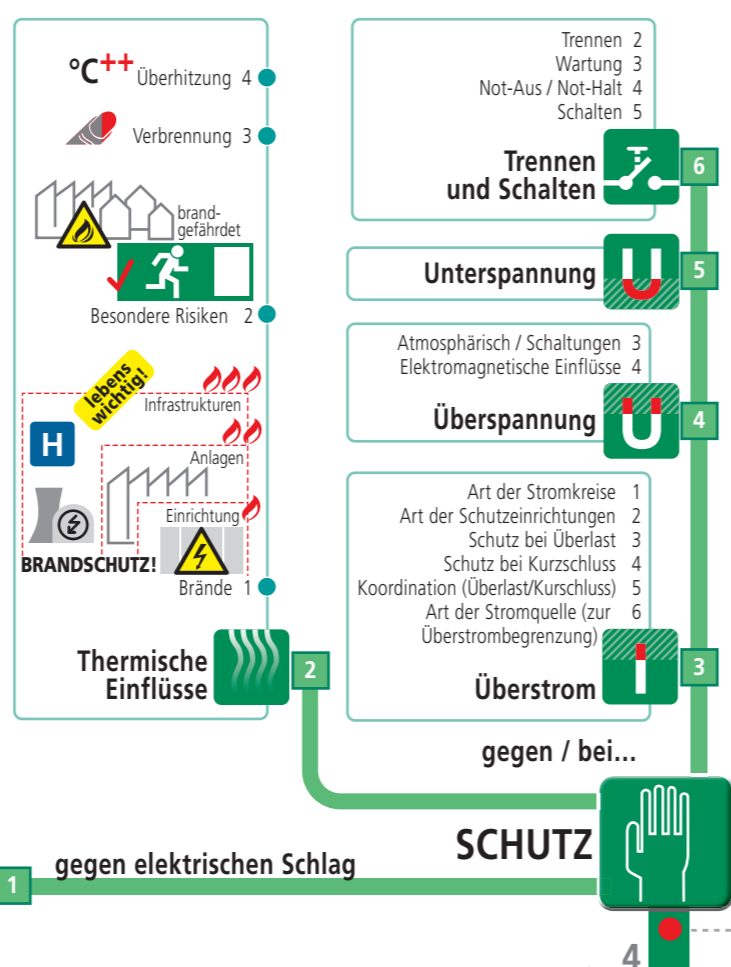 °C++ Überhitzung 4
Verbrennung 3
brand-
gefährdet
Besondere Risiken 2
lebens
wichtig!
Infrastrukturen
H
Anlagen
Einrichtung
BRANDSCHUTZ!
Brände 1
Thermische
Einflüsse
2
Trennen 2
Wartung 3
Not-Aus / Not-Halt 4
Schalten 5
Trennen
und Schalten
6
Unterspannung
U
5
Atmosphärisch / Schaltungen 3
Elektromagnetische Einflüsse 4
Überspannung
U
4
Art der Stromkreise 1
Art der Schutzeinrichtungen 2
Schutz bei Überlast 3
Schutz bei Kurzschluss 4
Koordination (Überlast/Kurschluss) 5
Art der Stromquelle (zur 6
Überstrombegrenzung)
Überstrom
I
3
gegen / bei...
SCHUTZ
gegen elektrischen Schlag
1
4